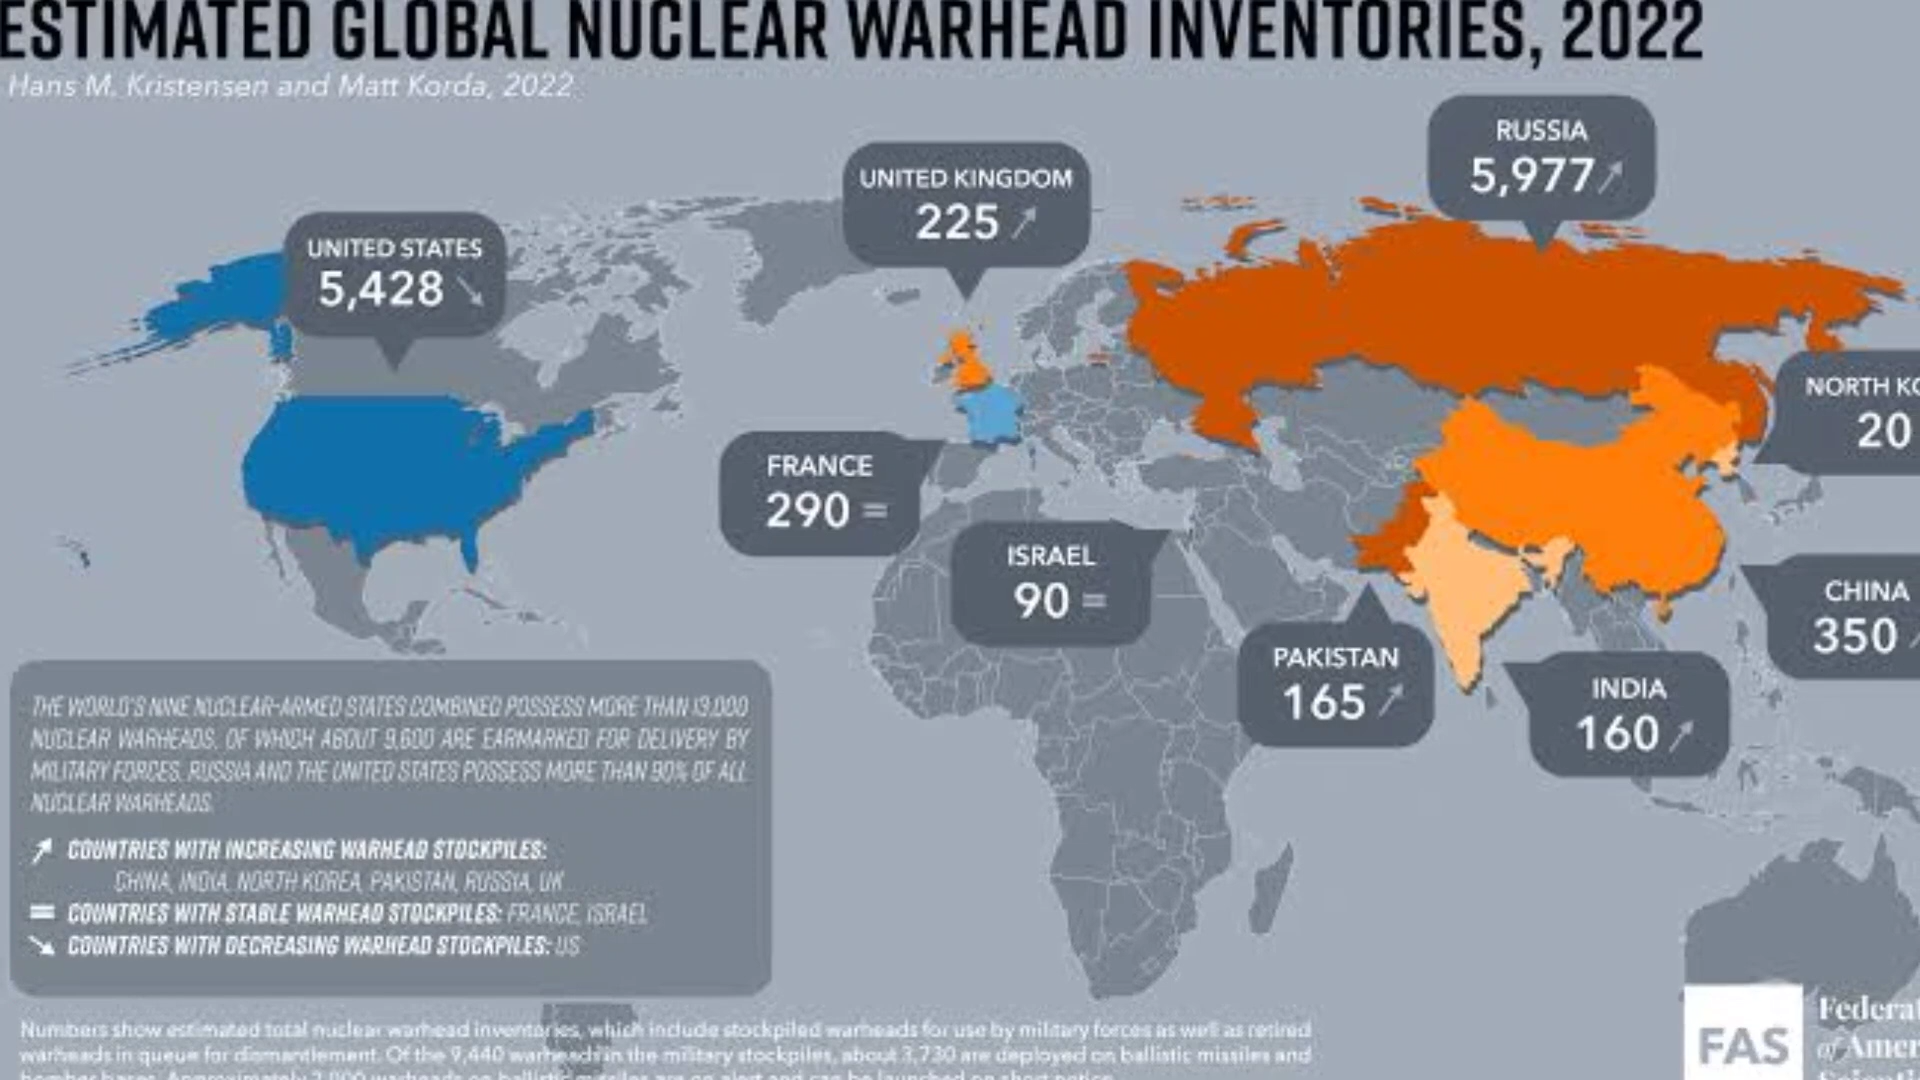 ESTIMATED GLOBAL NUCLEAR WARHEAD INVENTORIES, 2022
Hans M. Kristensen and Matt Korda, 2022
RUSSIA
5,977
UNITED KINGDOM
225
UNITED STATES
5,428
NORTH KO
20
FRANCE
290 =
ISRAEL
90 =
CHINA
350
PAKISTAN
165
INDIA
160
THE WORLD'S NINE NUCLEAR-ARMED STATES COMBINED POSSESS MORE THAN 13,000
NUCLEAR WARHEADS, OF WHICH ABOUT 9,600 ARE EARMARKED FOR DELIVERY BY
MILITARY FORCES. RUSSIA AND THE UNITED STATES POSSESS MORE THAN 90% OF ALL
NUCLEAR WARHEADS.
COUNTRIES WITH INCREASING WARHEAD STOCKPILES:
CHINA, INDIA, NORTH KOREA, PAKISTAN, RUSSIA, UK
= COUNTRIES WITH STABLE WARHEAD STOCKPILES: FRANCE, ISRAEL
COUNTRIES WITH DECREASING WARHEAD STOCKPILES: US
Numbers show estimated total nuclear warhead inventories, which include stockpiled warheads for use by military forces as well as retired
warheads in queue for dismantlement. Of the 9,440 warheads in the military stockpiles, about 3,730 are deployed on ballistic missiles and
FAS
Federat
of Amer